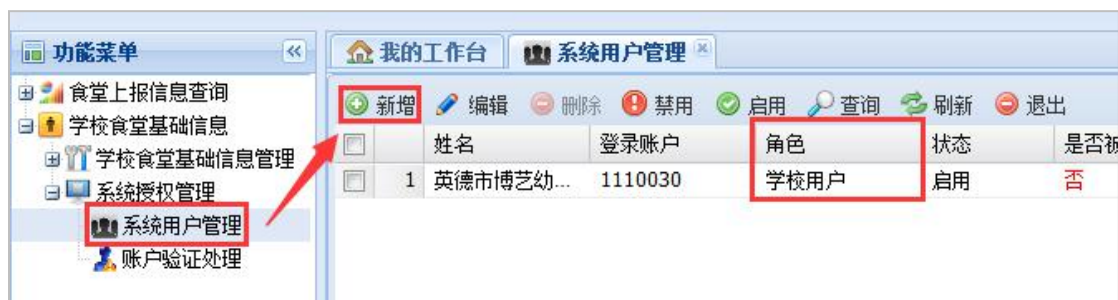 功能菜单
食堂上报信息查询
学校食堂基础信息
学校食堂基础信息管理
系统授权管理
系统用户管理
账户验证处理
我的工作台 系统用户管理
新增 编辑 删除 禁用 启用 查询 刷新 退出
姓名 登录账户 角色 状态 是否被
1 英德市博艺幼... 1110030 学校用户 启用 否